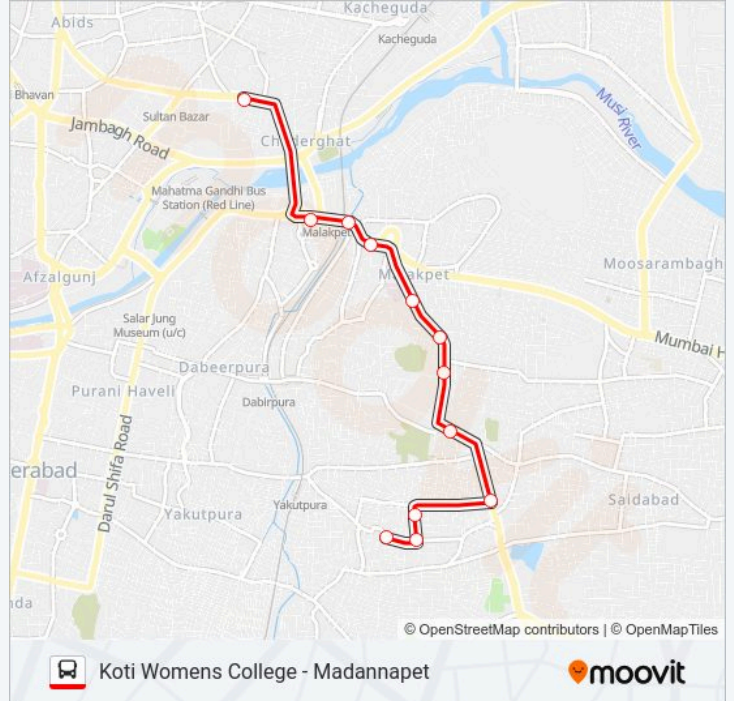 Kacheguda
Abids
Kacheguda
Bhavan
Sultan Bazar
Musi River
Jambagh Road
Mahatma Gandhi Bus
Station (Red Line)
Malakpet
Afzalgunj
Moosarambagh
Salar Jung
Museum (u/c)
Mumbai H
Dabeerpura
Purani Haveli
Dabirpura
Darul Shifa Road
erabad
Yakutpura
Yakutpura
Saidabad
nda
© OpenStreetMap contributors | © OpenMapTiles
Koti Womens College - Madannapet
moovit